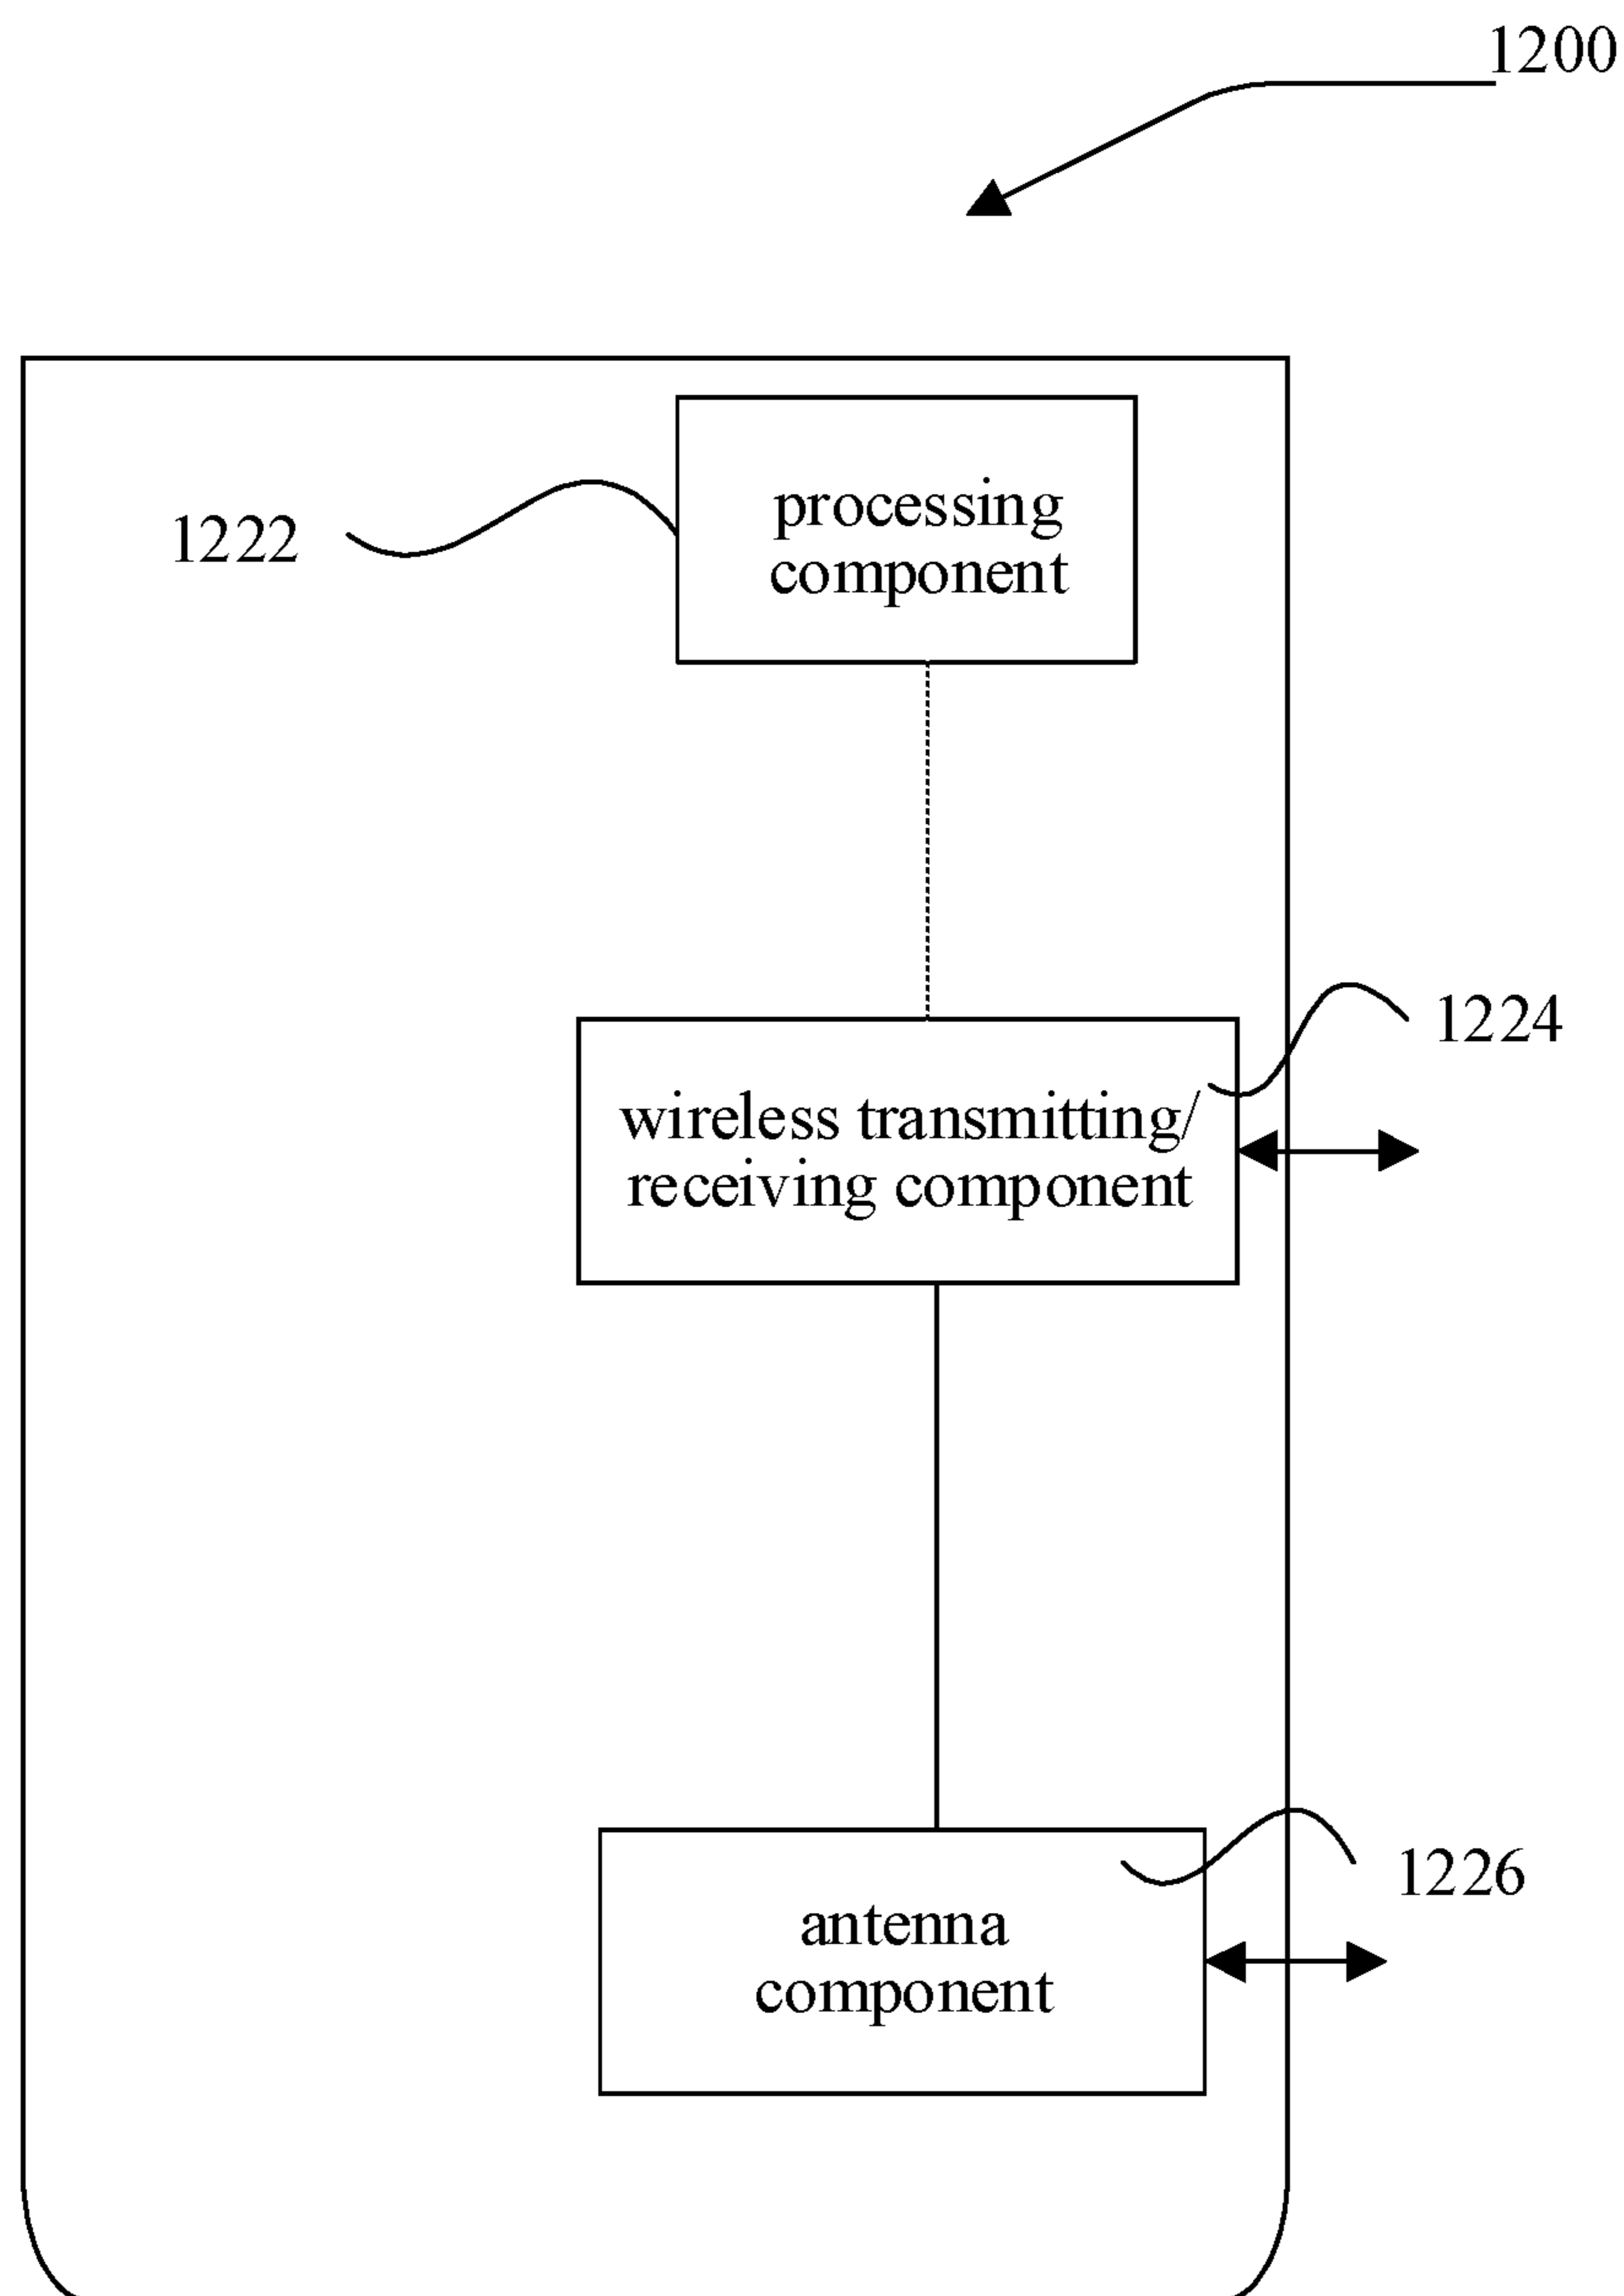 1200
processing
component
1222
1224
wireless transmitting/
receiving component
1226
antenna
component